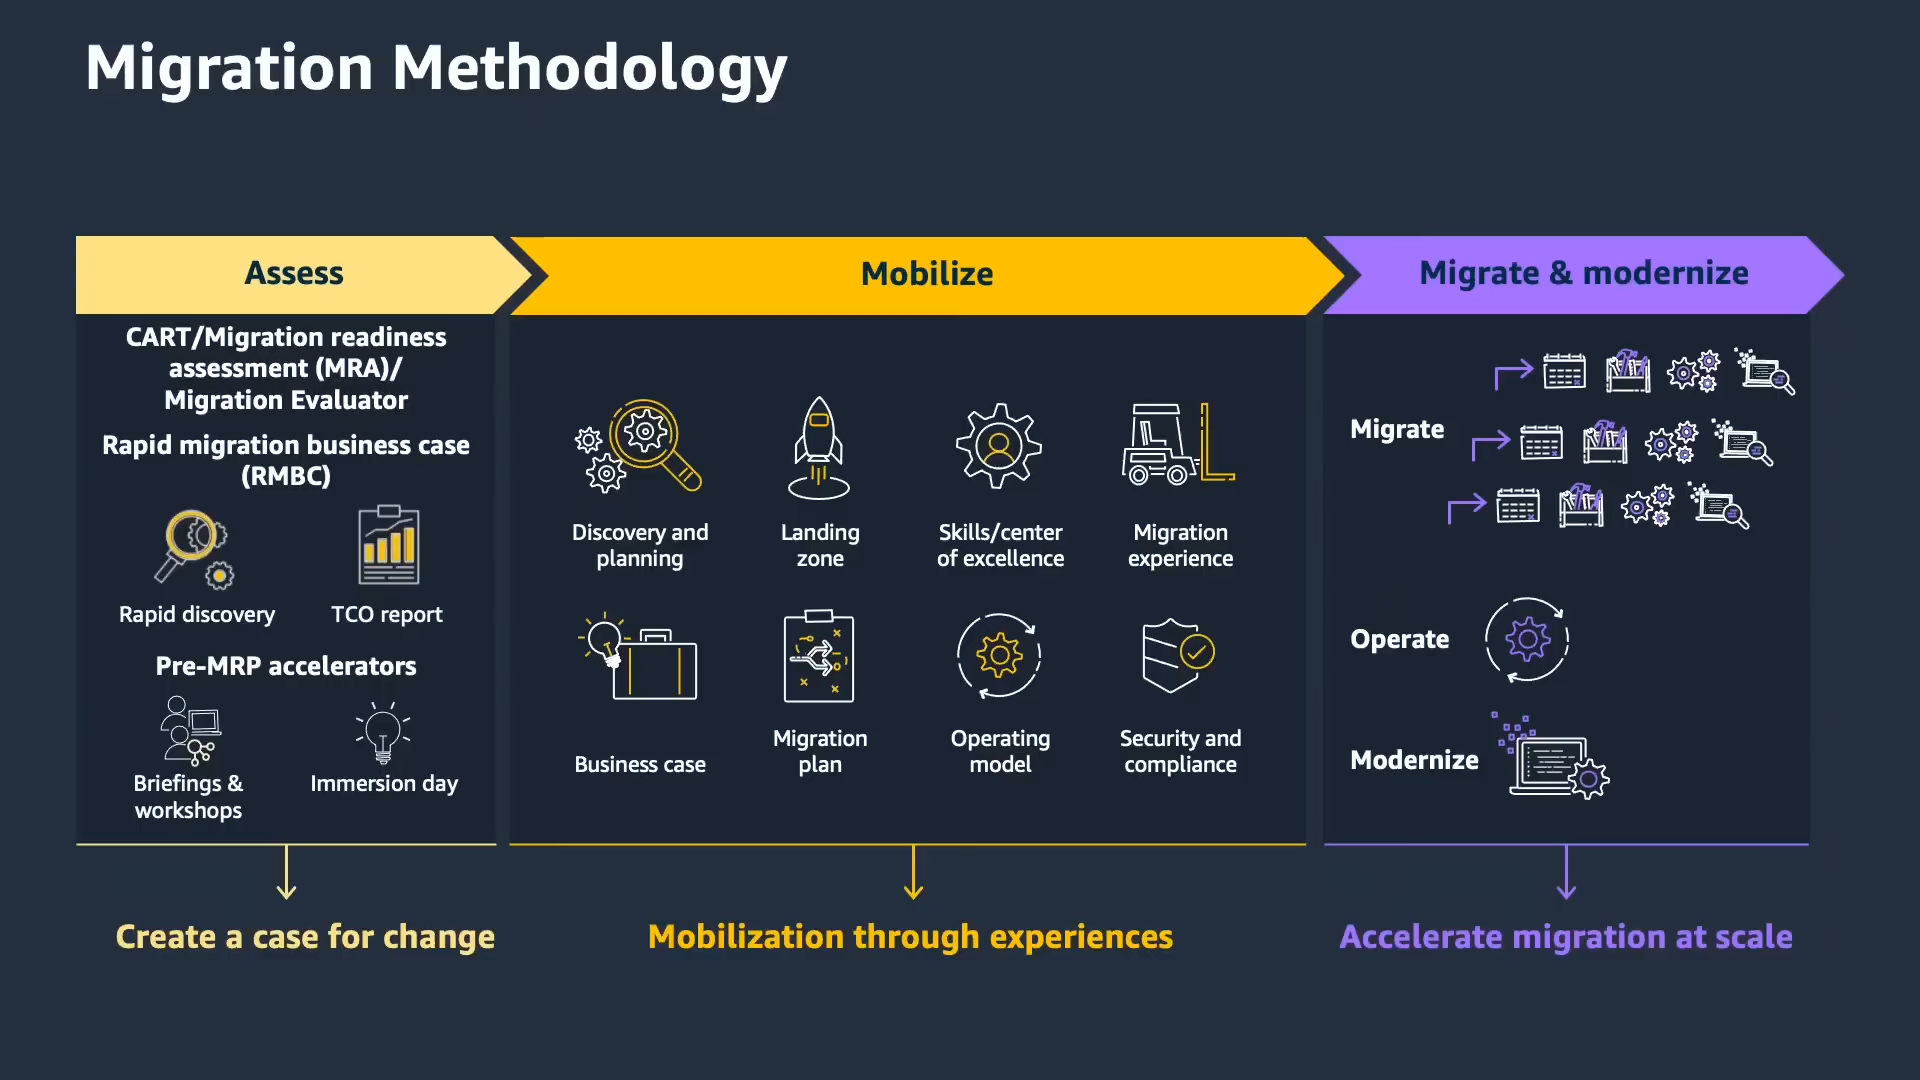 Migration Methodology
Assess
Mobilize
Migrate & modernize
CART/Migration readiness
assessment (MRA)/
Migration Evaluator
Rapid migration business case
(RMBC)
Rapid discovery
TCO report
Pre-MRP accelerators
Briefings &
workshops
Immersion day
Discovery and
planning
Landing
zone
Skills/center
of excellence
Migration
experience
Business case
Migration
plan
Operating
model
Security and
compliance
Migrate
Operate
Modernize
Create a case for change
Mobilization through experiences
Accelerate migration at scale